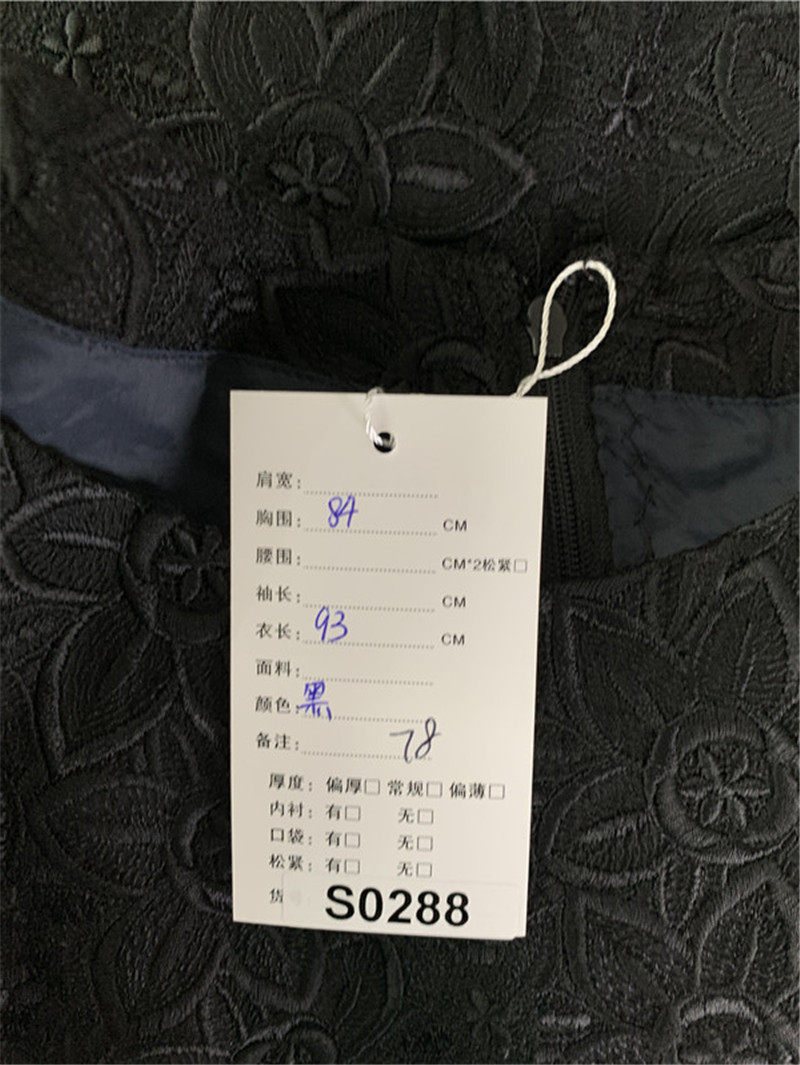 肩宽:
胸围: 84 CM
腰围: CM*2松紧□
袖长: CM
衣长: 93 CM
面料:
颜色: 黑
备注: 78
厚度: 偏厚□ 常规□ 偏薄□
内衬: 有□ 无□
口袋: 有□ 无□
松紧: 有□ 无□
货 S0288